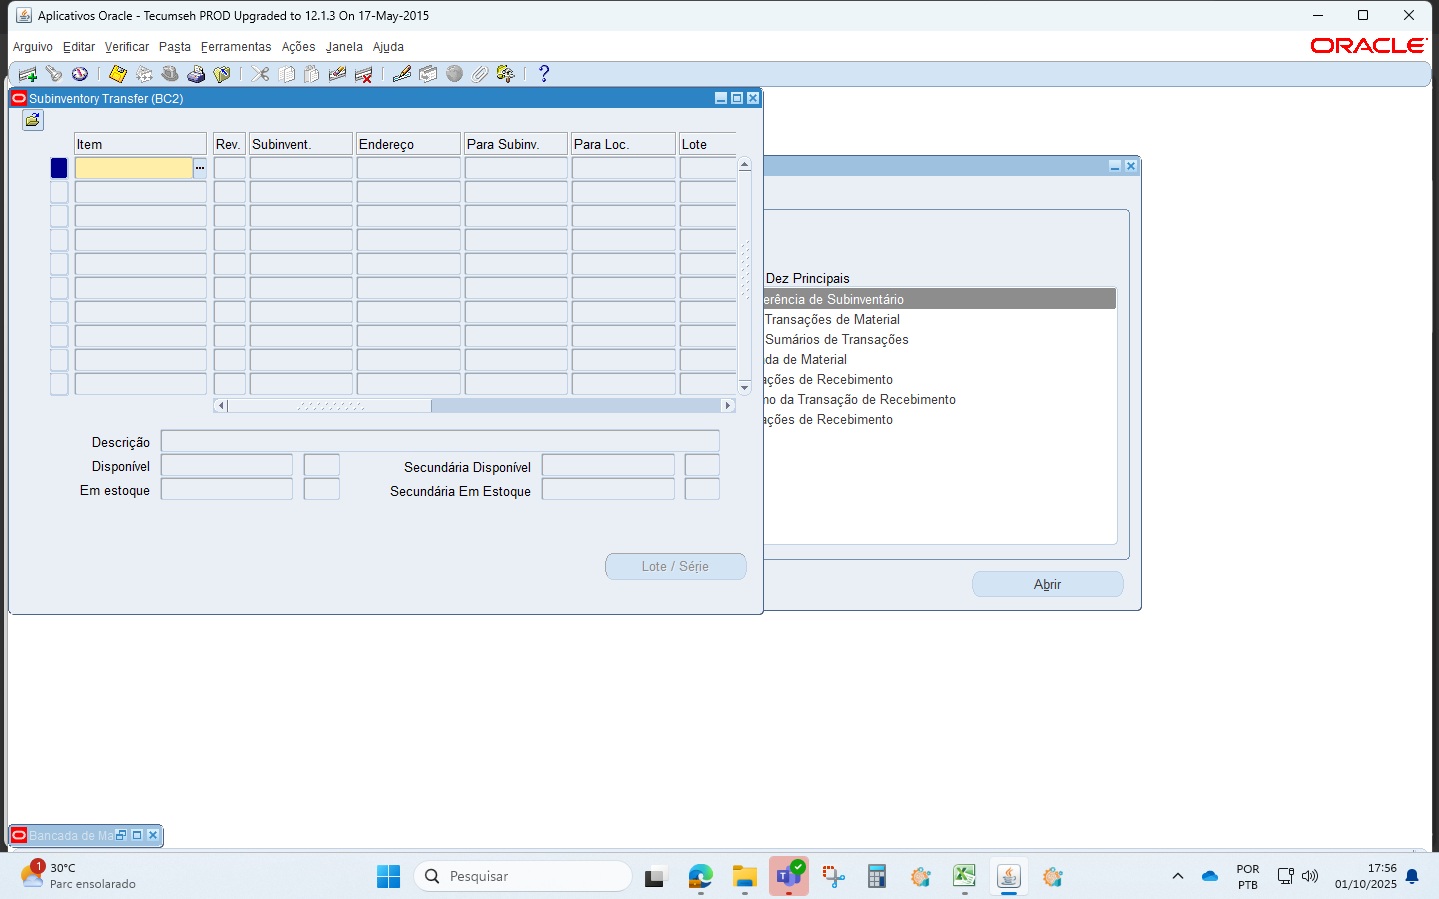 Aplicativos Oracle - Tecumseh PROD Upgraded to 12.1.3 On 17-May-2015
Arquivo Editar Verificar Pasta Ferramentas Ações Janela Ajuda
ORACLE
Subinventory Transfer (BC2)
Item Rev. Subinvent. Endereço Para Subinv. Para Loc. Lote
Dez Principais
erência de Subinventário
Transações de Material
Sumários de Transações
da de Material
ações de Recebimento
no da Transação de Recebimento
ações de Recebimento
Descrição
Disponível Secundária Disponível
Em estoque Secundária Em Estoque
Lote / Série
Abrir
Bancada de Ma
1
30°C
Parc ensolarado
Pesquisar
POR
PTB
17:56
01/10/2025